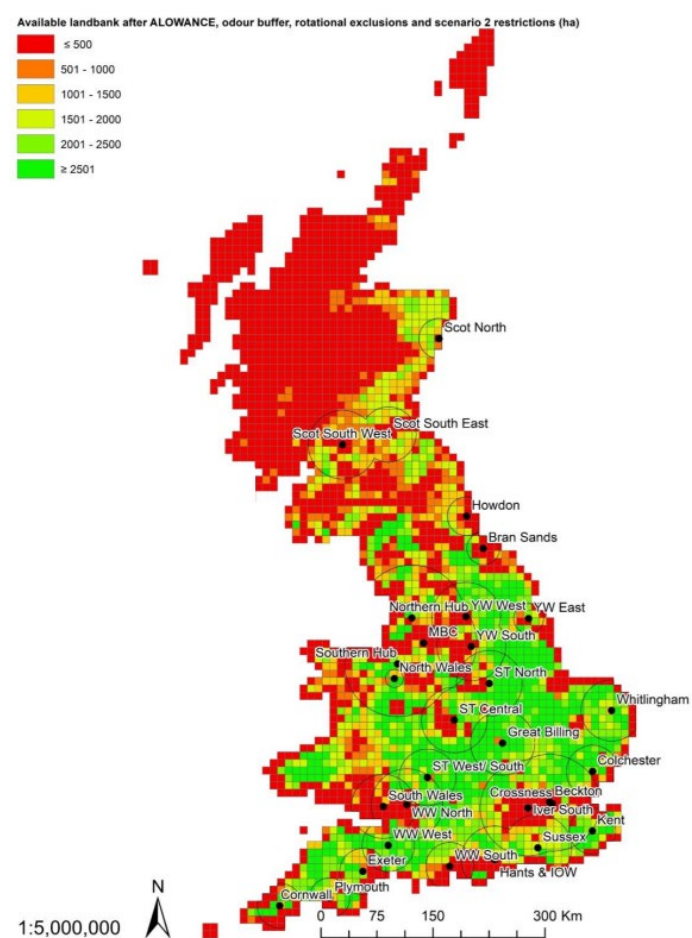 Available landbank after ALOWANCE, odour buffer, rotational exclusions and scenario 2 restrictions (ha)
≤ 500
501 - 1000
1001 - 1500
1501 - 2000
2001 - 2500
≥ 2501
Scot North
Scot South East
Scot South West
Howdon
Bran Sands
Northern Hub
YW West
YW East
MBC
YW South
Southern Hub
North Wales
ST North
Whitlingham
ST Central
Great Billing
Colchester
ST West/ South
Crossness
Beckton
South Wales
WW North
Iver South
Kent
WW West
Sussex
Exeter
WW South
Hants & IOW
Plymouth
Cornwall
N
1:5,000,000
0 75 150 300 Km